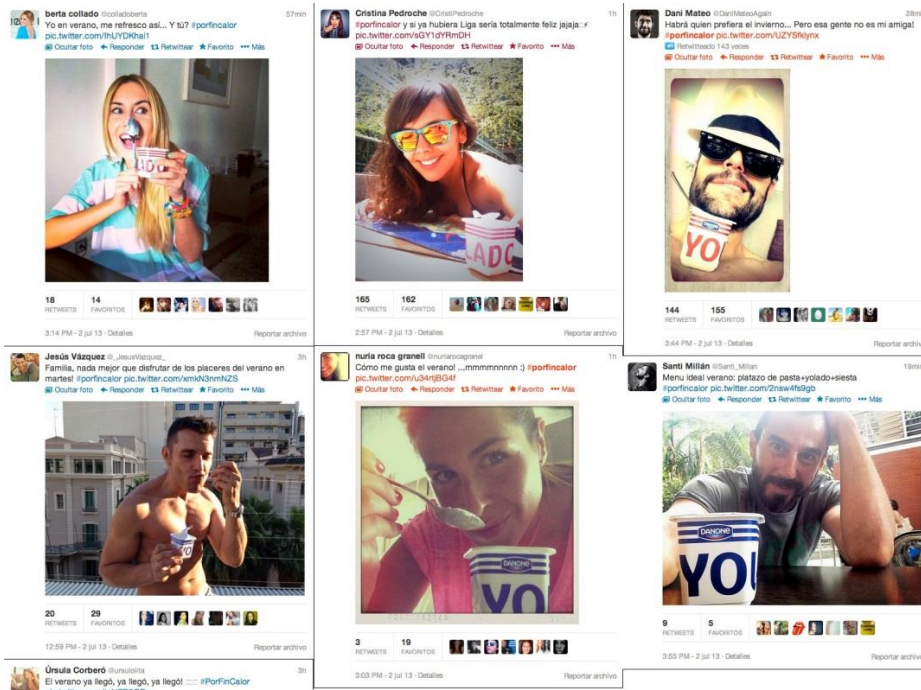 berta collado @colladoberta 57min
Yo en verano, me refresco asi... Y tú? #porfincalor
pic.twitter.com/IhUYDKhai1
Ocultar foto Responder Retwittear Favorito Más
LADO
18 14
RETWEETS FAVORITOS
3:14 PM - 2 jul 13 · Detalles Reportar archivo
Cristina Pedroche @CristiPedroche 1h
#porfincalor y si ya hubiera Liga sería totalmente feliz jajaja
pic.twitter.com/sGY1dYRmDH
Ocultar foto Responder Retwittear Favorito Más
LADO
165 162
RETWEETS FAVORITOS
2:57 PM - 2 jul 13 · Detalles Reportar archivo
Dani Mateo @DaniMateoAgain 28min
Habrá quien prefiera el invierno... Pero esa gente no es mi amiga!
#porfincalor pic.twitter.com/UZYSfklynx
Retwitteado 143 veces
Ocultar foto Responder Retwittear Favorito Más
YO
144 155
RETWEETS FAVORITOS
3:44 PM - 2 jul 13 · Detalles Reportar archiv
Jesús Vázquez @_JesusVazquez_ 3h
Familia, nada mejor que disfrutar de los placeres del verano en
martes! #porfincalor pic.twitter.com/xmkN3nmNZS
Ocultar foto Responder Retwittear Favorito Más
YO
20 29
RETWEETS FAVORITOS
12:59 PM - 2 jul 13 · Detalles Reportar archivo
nuria roca granell @nuriarocagranel 1h
Cómo me gusta el verano! ...mmmmnnnnn :) #porfincalor
pic.twitter.com/u34rtjBG4f
Ocultar foto Responder Retwittear Favorito Más
DANONE
YO
3 19
RETWEETS FAVORITOS
3:03 PM - 2 jul 13 · Detalles Reportar archivo
Santi Millán @Santi_Millan 19min
Menu ideal verano: platazo de pasta+yolado+siesta
#porfincalor pic.twitter.com/2nsw4fs9gb
Ocultar foto Responder Retwittear Favorito Más
DANONE
YOL
9 5
RETWEETS FAVORITOS
3:53 PM - 2 jul 13 · Detalles Reportar archiv
Úrsula Corberó @ursulolita 3h
El verano ya llegó, ya llegó, ya llegó! #PorFinCalor